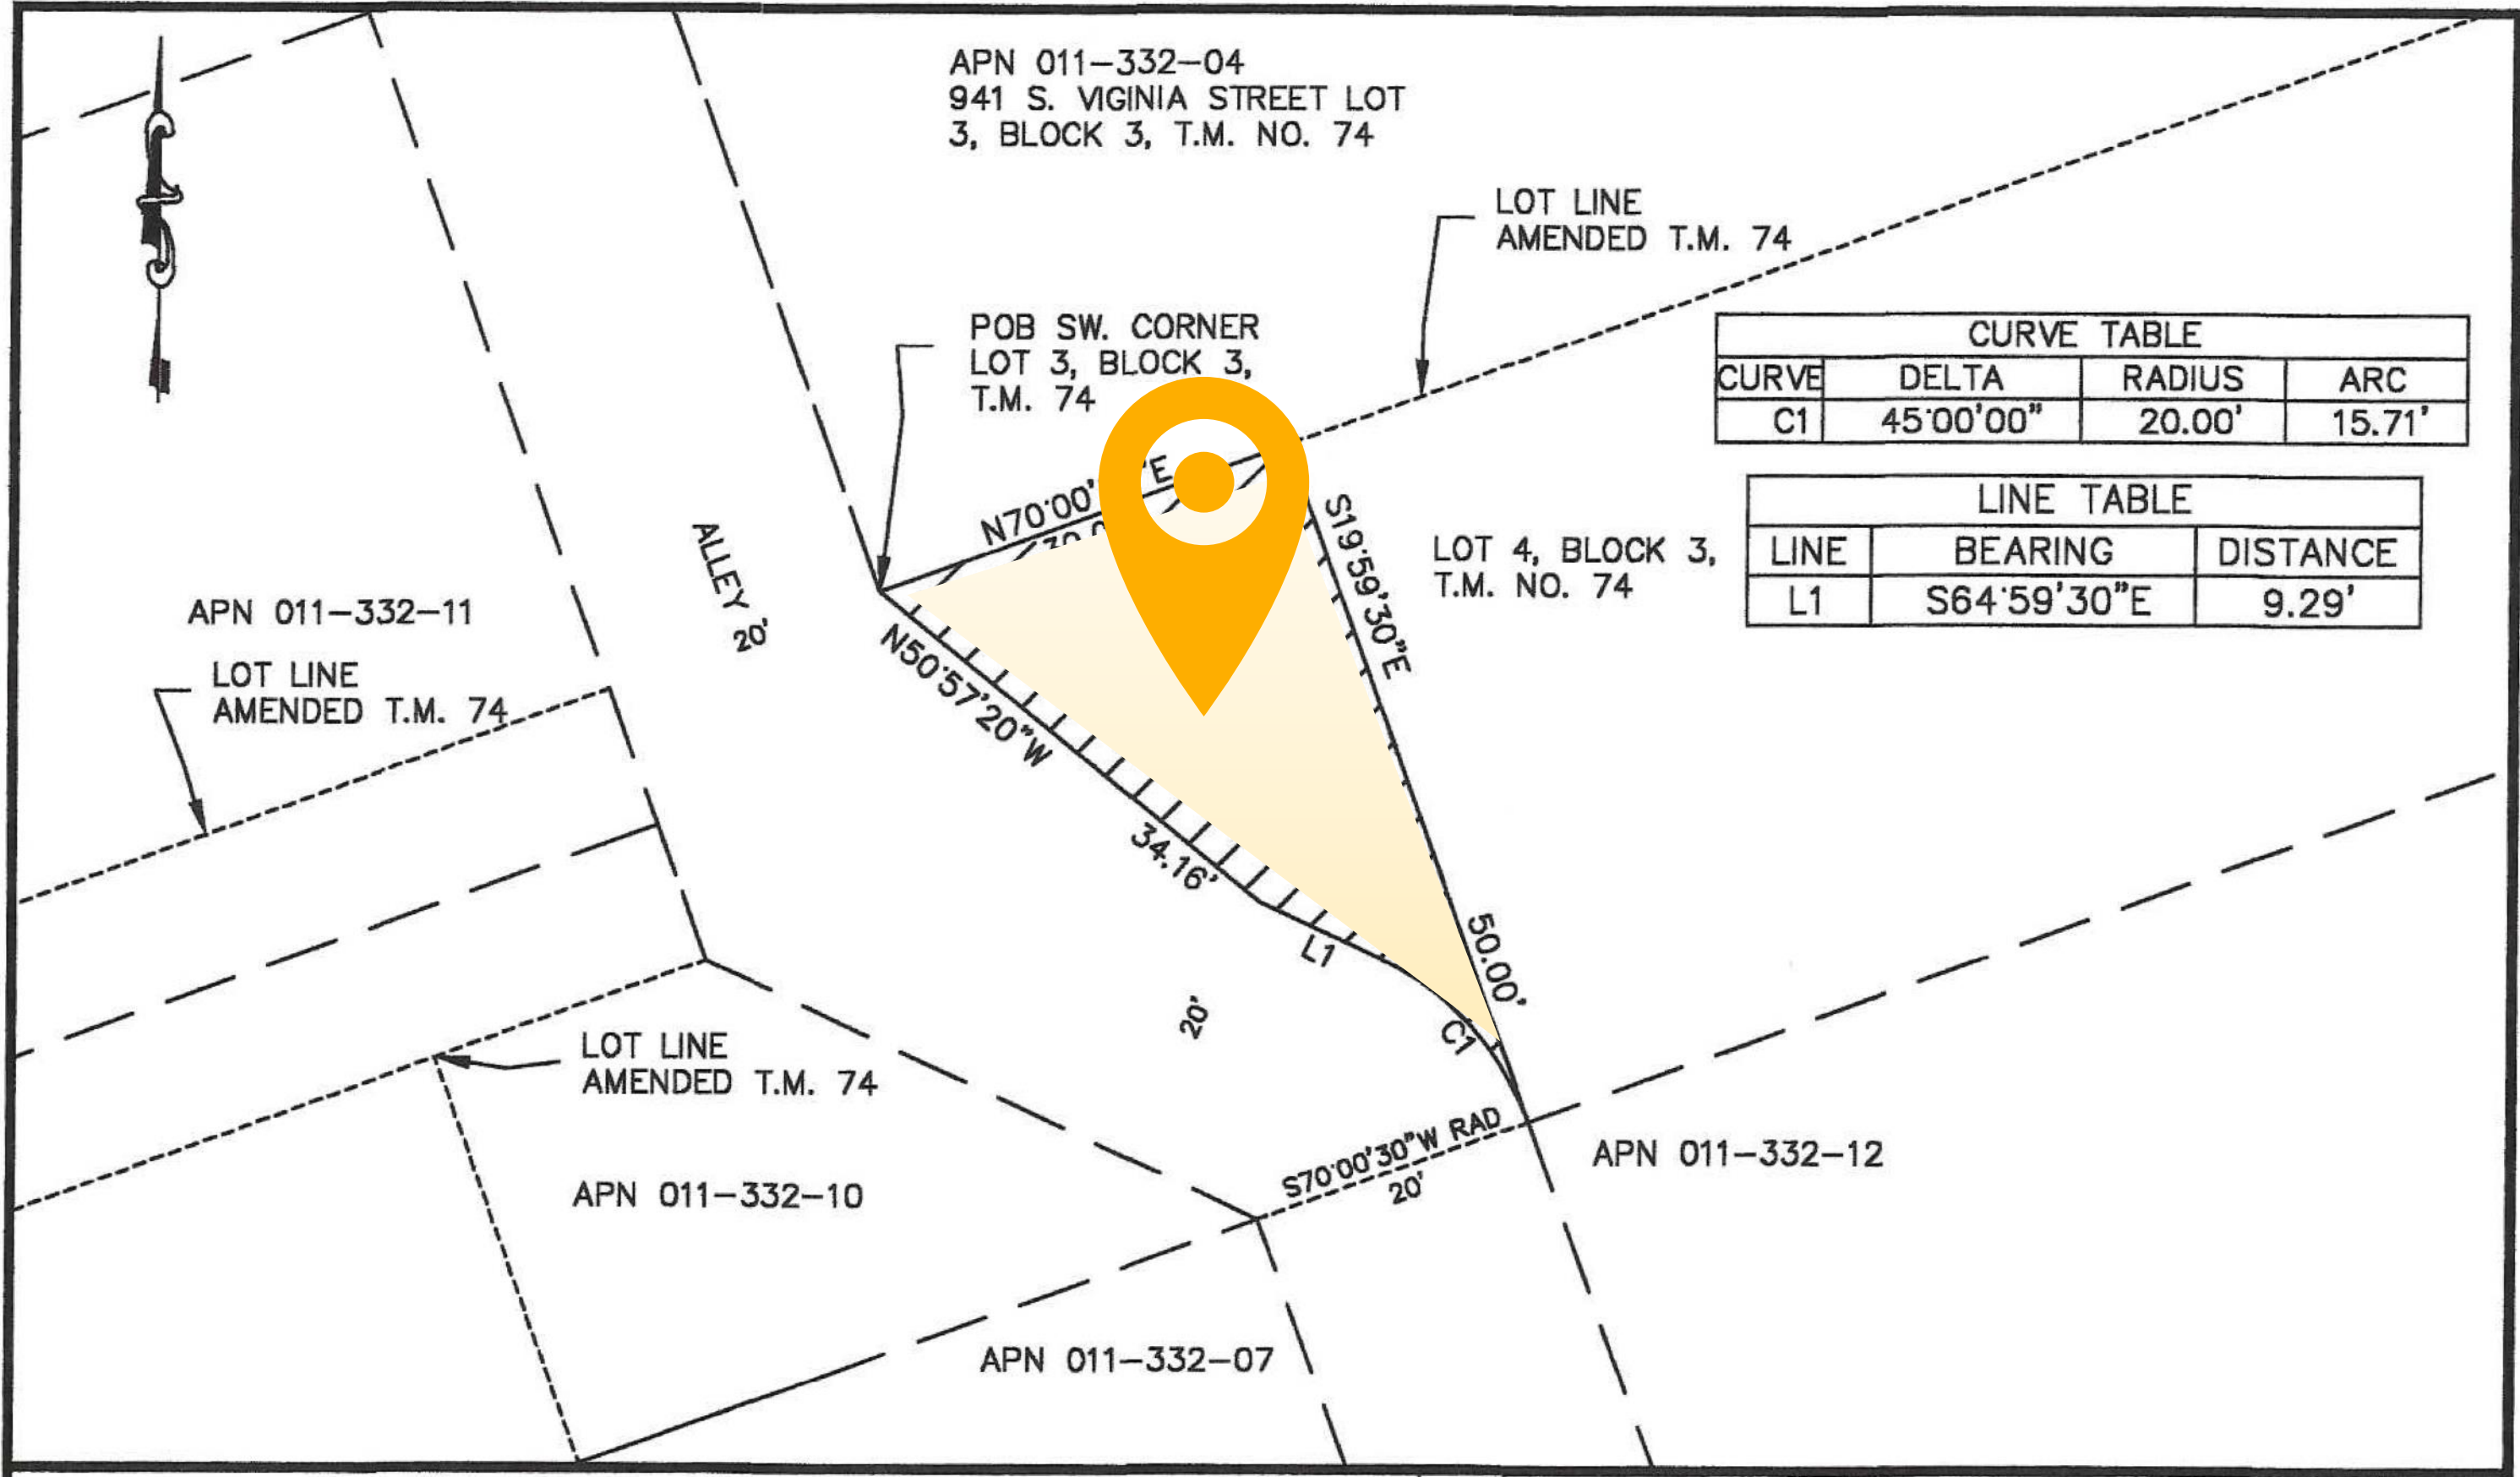 APN 011-332-04
941 S. VIGINIA STREET LOT
3, BLOCK 3, T.M. NO. 74
LOT LINE
AMENDED T.M. 74
POB SW. CORNER
LOT 3, BLOCK 3,
T.M. 74
CURVE TABLE
CURVE DELTA RADIUS ARC
C1 45°00'00" 20.00' 15.71'
LINE TABLE
LINE BEARING DISTANCE
L1 S64°59'30"E 9.29'
N70°00' "E
S19°59'30"E
50.00'
LOT 4, BLOCK 3,
T.M. NO. 74
ALLEY 20'
APN 011-332-11
LOT LINE
AMENDED T.M. 74
N50°57'20"W
34.16'
L1
C1
20'
LOT LINE
AMENDED T.M. 74
S70°00'30"W RAD
20'
APN 011-332-12
APN 011-332-10
APN 011-332-07